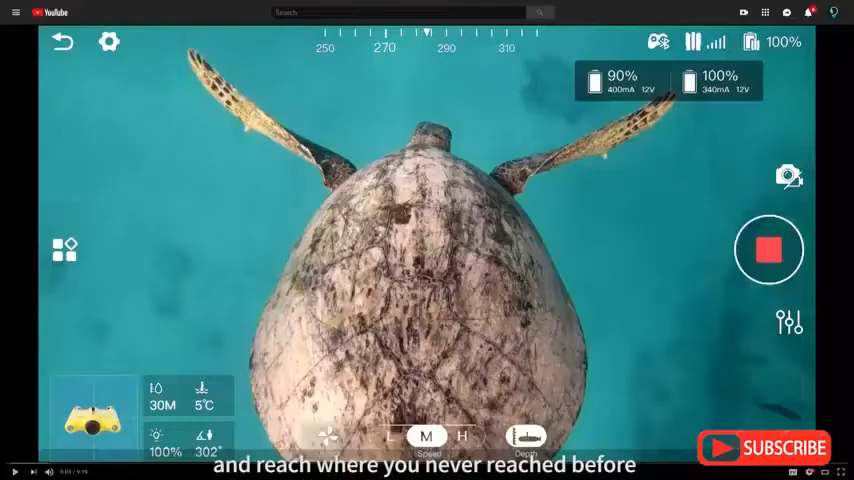 YouTube
Search
250 270 290 310
100%
90%
400mA 12V
100%
340mA 12V
30M 5℃
100% 302°
L M H
Speed
Depth
SUBSCRIBE
and reach where you never reached before